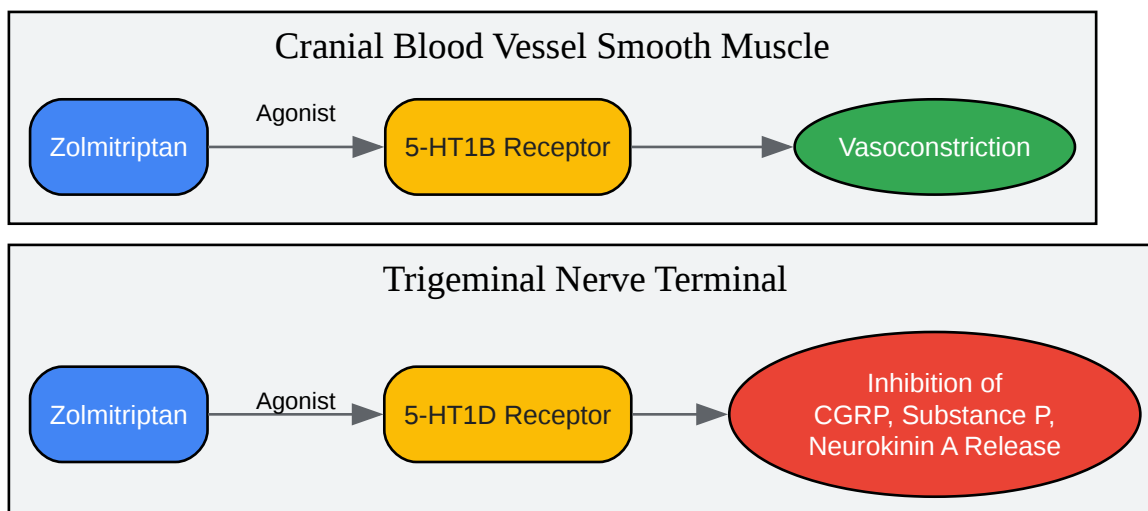 Cranial Blood Vessel Smooth Muscle
Zolmitriptan
Agonist
5-HT1B Receptor
Vasoconstriction
Trigeminal Nerve Terminal
Zolmitriptan
Agonist
5-HT1D Receptor
Inhibition of
CGRP, Substance P,
Neurokinin A Release